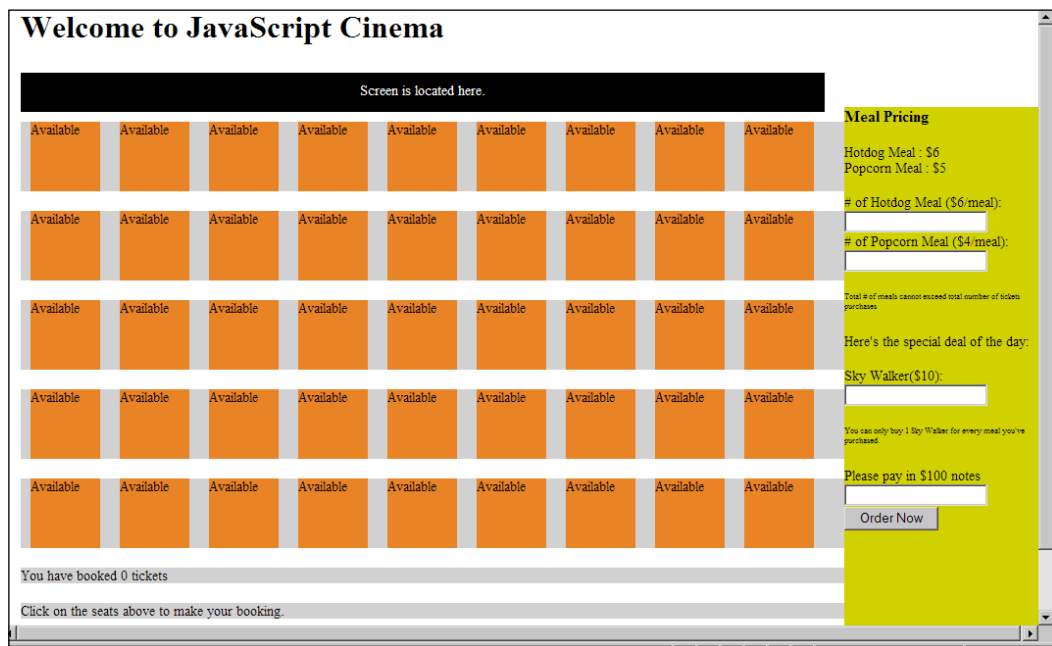 Welcome to JavaScript Cinema
Screen is located here.
Available Available Available Available Available Available Available Available Available
Available Available Available Available Available Available Available Available Available
Available Available Available Available Available Available Available Available Available
Available Available Available Available Available Available Available Available Available
Available Available Available Available Available Available Available Available Available
You have booked 0 tickets
Click on the seats above to make your booking.
Meal Pricing
Hotdog Meal : $6
Popcorn Meal : $5
# of Hotdog Meal ($6/meal):
# of Popcorn Meal ($4/meal):
Total # of meals cannot exceed total number of tickets
purchases
Here's the special deal of the day:
Sky Walker($10):
You can only buy 1 Sky Walker for every meal you've
purchased.
Please pay in $100 notes
Order Now